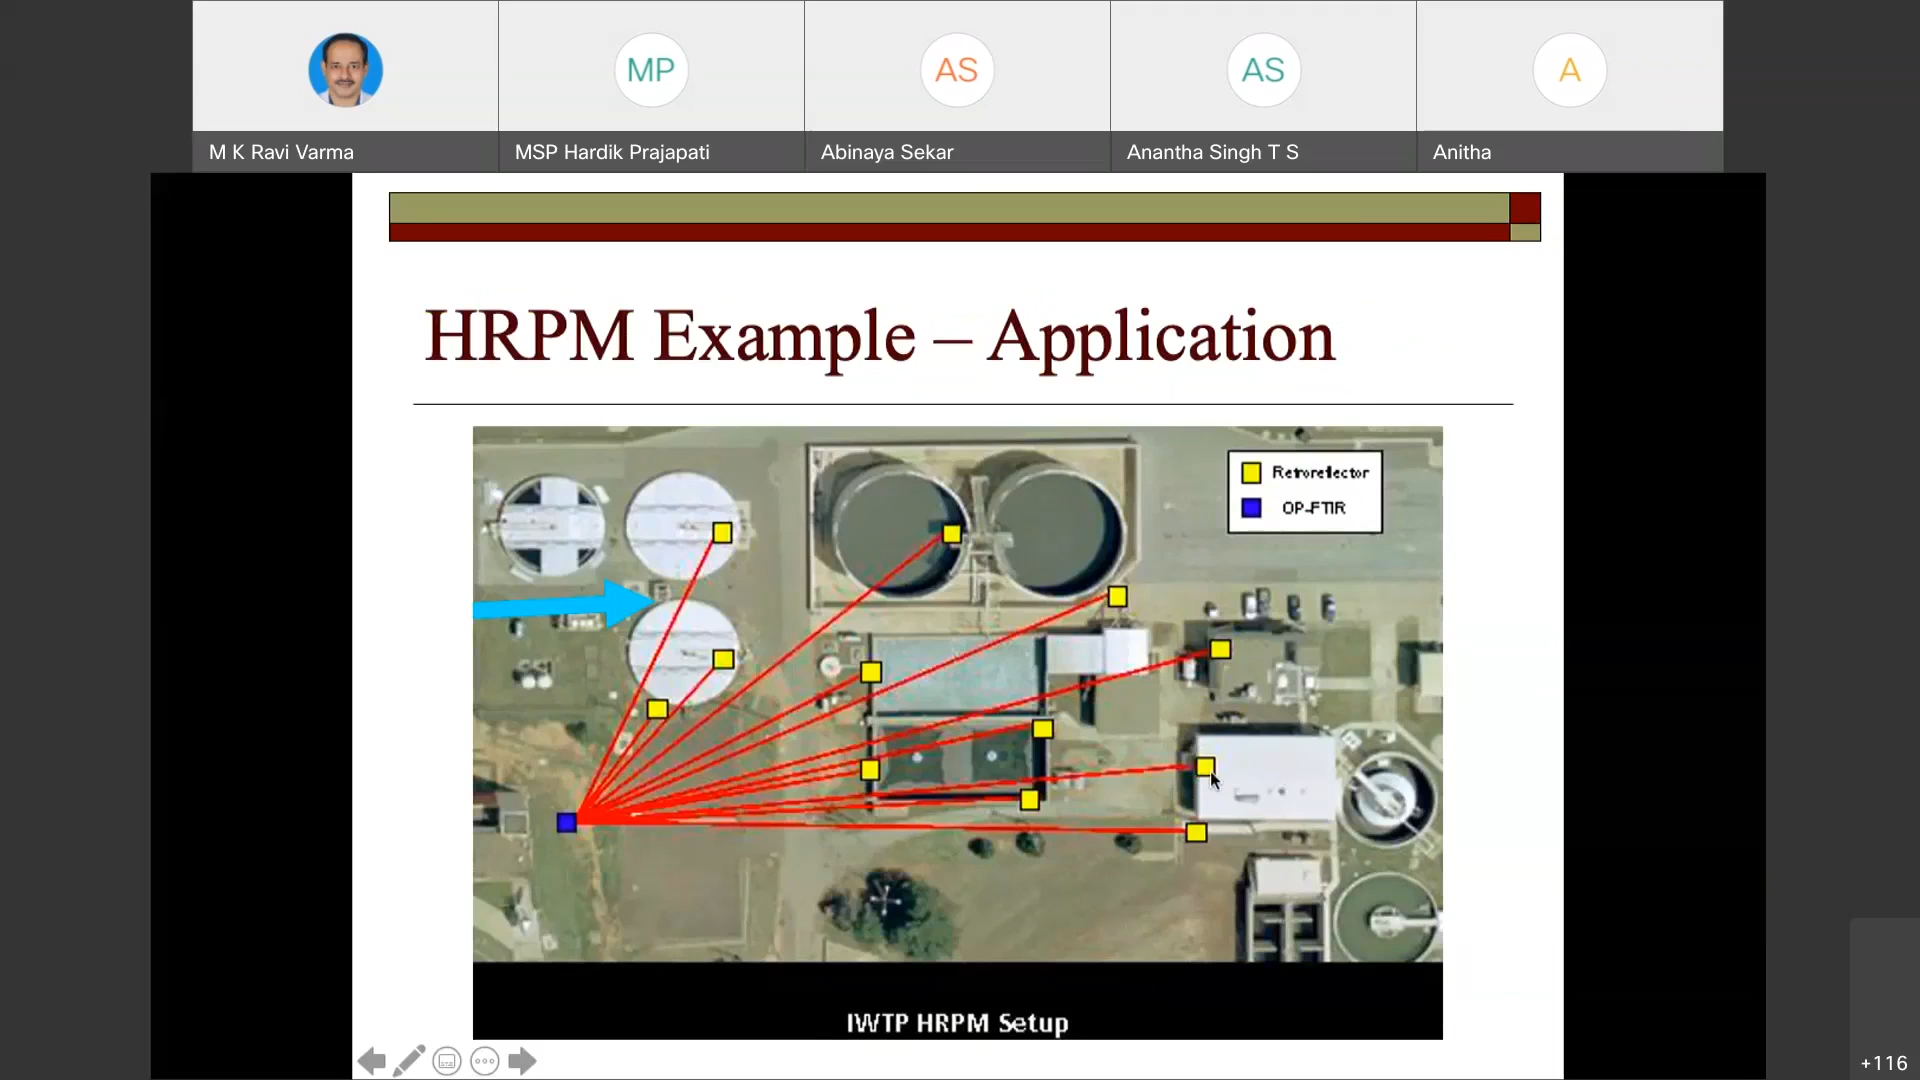 MP
AS
AS
A
M K Ravi Varma
MSP Hardik Prajapati
Abinaya Sekar
Anantha Singh T S
Anitha
HRPM Example – Application
Retroreflector
OP-FTIR
IWTP HRPM Setup
+116